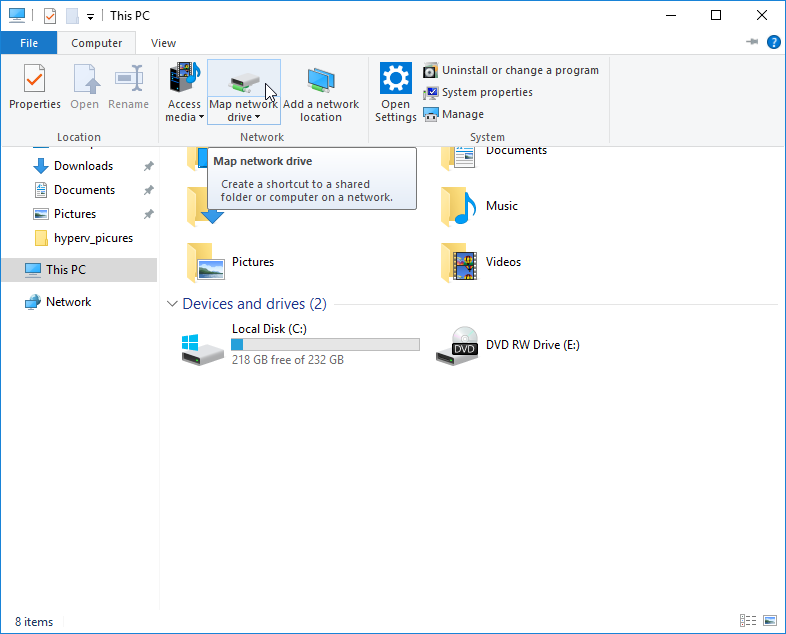 This PC
File
Computer
View
Properties
Open
Rename
Location
Access media
Map network drive
Add a network location
Network
Open Settings
Uninstall or change a program
System properties
Manage
System
Map network drive
Create a shortcut to a shared
folder or computer on a network.
Downloads
Documents
Pictures
hyperv_picures
This PC
Network
Documents
Music
Pictures
Videos
Devices and drives (2)
Local Disk (C:)
218 GB free of 232 GB
DVD
DVD RW Drive (E:)
8 items